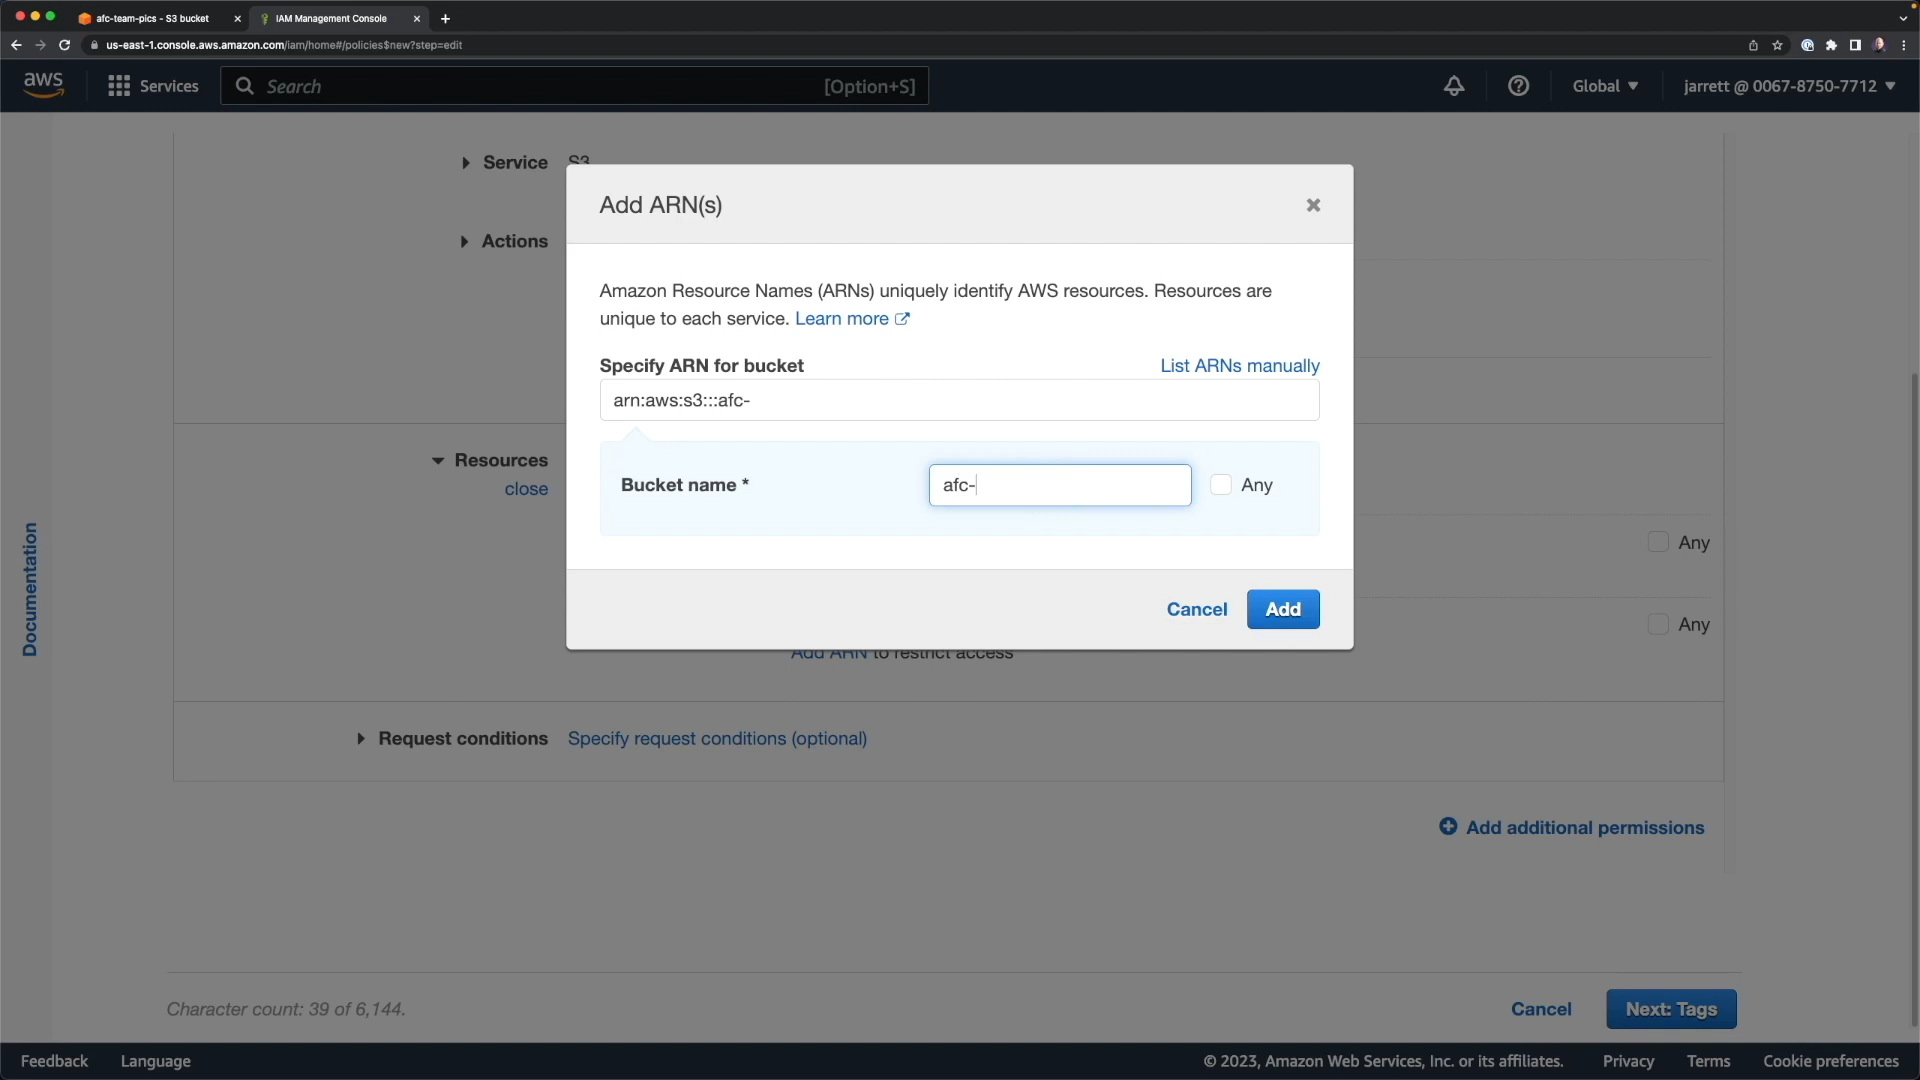 afc-team-pics - S3 bucket
IAM Management Console
us-east-1.console.aws.amazon.com/iam/home#/policies$new?step=edit
aws
Services
Search
[Option+S]
Global
jarrett @ 0067-8750-7712
Service
S3
Add ARN(s)
Actions
Amazon Resource Names (ARNs) uniquely identify AWS resources. Resources are
unique to each service. Learn more
Specify ARN for bucket
List ARNs manually
arn:aws:s3:::afc-
Resources
close
Bucket name *
afc-
Any
Any
Documentation
Cancel
Add
Any
Add ARN to restrict access
Request conditions
Specify request conditions (optional)
Add additional permissions
Character count: 39 of 6,144.
Cancel
Next: Tags
Feedback
Language
© 2023, Amazon Web Services, Inc. or its affiliates.
Privacy
Terms
Cookie preferences